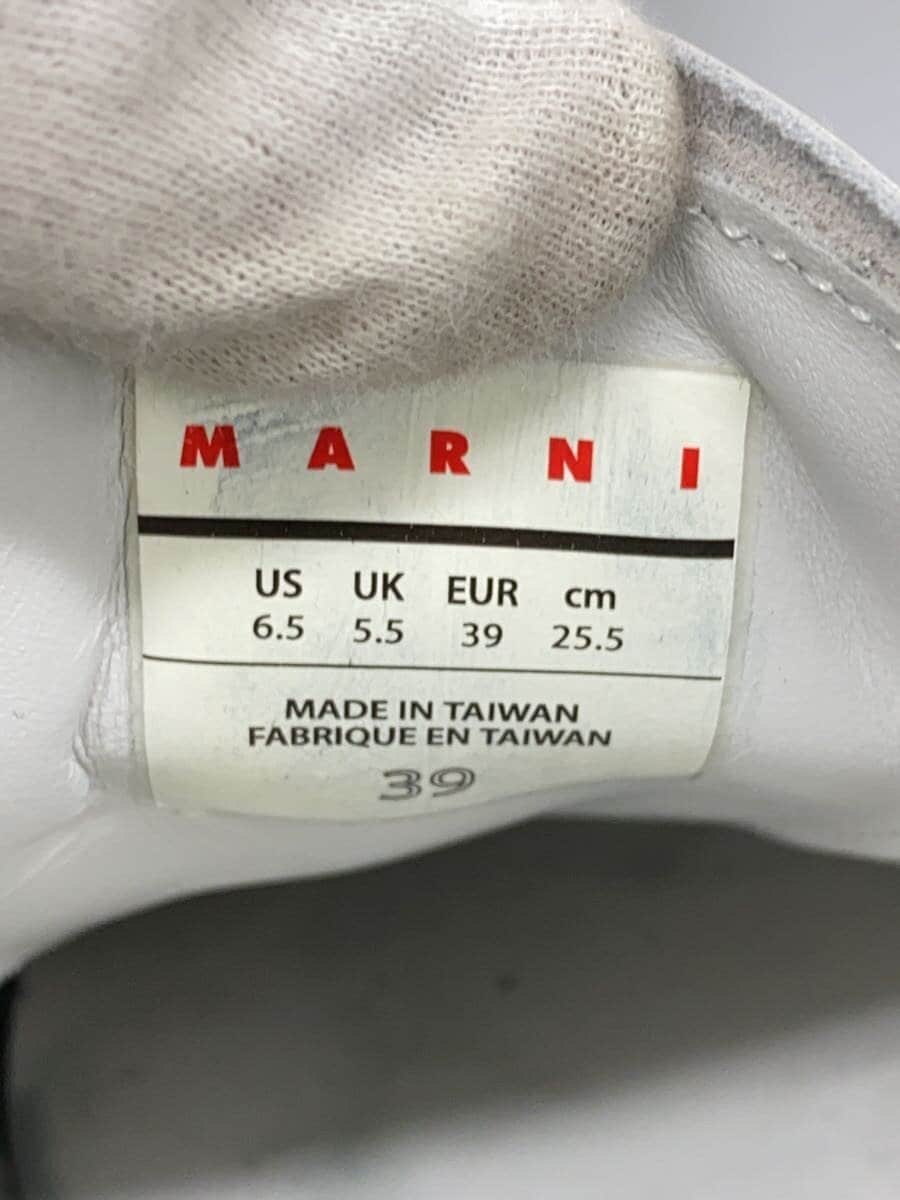 MARNI
US UK EUR cm
6.5 5.5 39 25.5
MADE IN TAIWAN
FABRIQUE EN TAIWAN
39